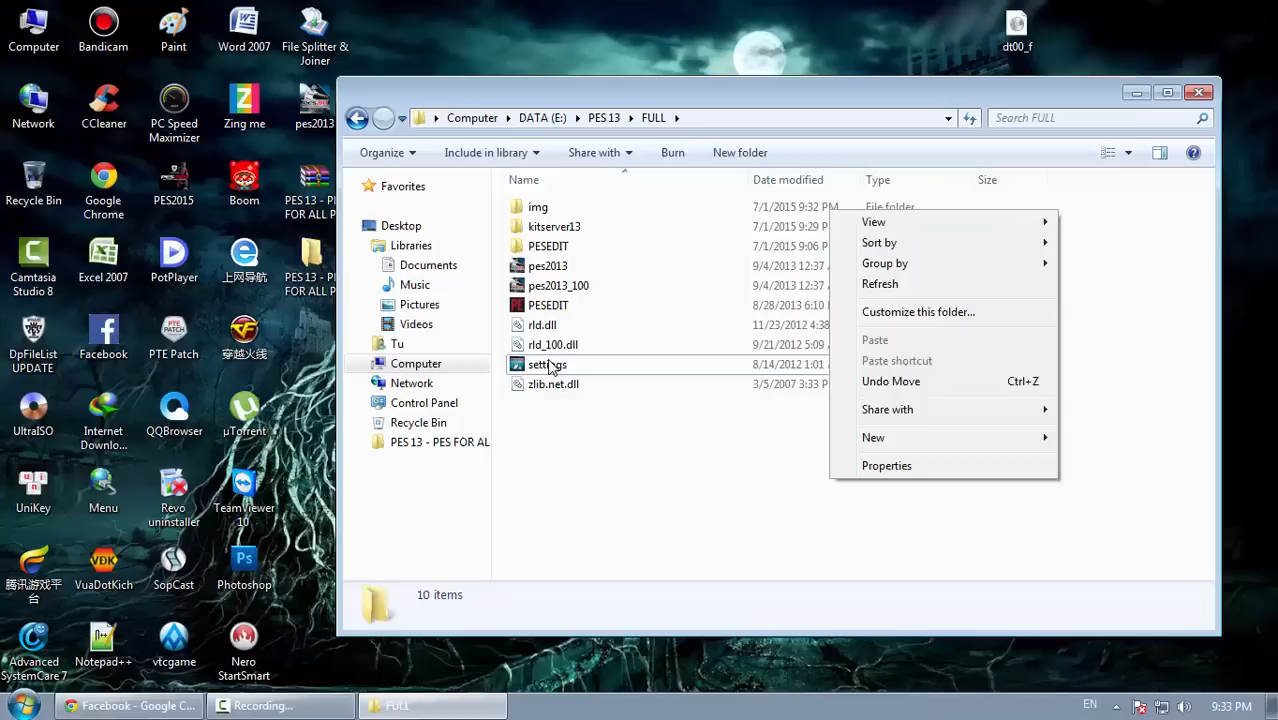 Computer
Bandicam
Paint
Word 2007
File Splitter &
Joiner
dt00_f
Network
CCleaner
PC Speed
Maximizer
Zing me
pes2013
Recycle Bin
Google
Chrome
PES2015
Boom
PES 13 -
FOR ALL P
Camtasia
Studio 8
Excel 2007
PotPlayer
上网导航
PES 13 -
FOR ALL
DpFileList
UPDATE
Facebook
PTE PATCH
PTE Patch
穿越火线
UltraISO
Internet
Downlo...
QQBrowser
µTorrent
UniKey
Menu
Revo
uninstaller
TeamViewer
10
腾讯游戏平
台
VuaDotKich
SopCast
Photoshop
Advanced
SystemCare 7
Notepad++
vtcgame
Nero
StartSmart
Computer
DATA (E:)
PES 13
FULL
Search FULL
Organize
Include in library
Share with
Burn
New folder
Favorites
Desktop
Libraries
Documents
Music
Pictures
Videos
Tu
Computer
Network
Control Panel
Recycle Bin
PES 13 - PES FOR AL
Name
Date modified
Type
Size
img 7/1/2015 9:32 PM File folder
kitserver13 7/1/2015 9:29 P
PESEDIT 7/1/2015 9:06 P
pes2013 9/4/2013 12:37
pes2013_100 9/4/2013 12:37
PESEDIT 8/28/2013 6:10
rld.dll 11/23/2012 4:38
rld_100.dll 9/21/2012 5:09
settings 8/14/2012 1:01
zlib.net.dll 3/5/2007 3:33 P
View
Sort by
Group by
Refresh
Customize this folder...
Paste
Paste shortcut
Undo Move Ctrl+Z
Share with
New
Properties
10 items
Facebook - Google C...
Recording...
FULL
EN
9:33 PM